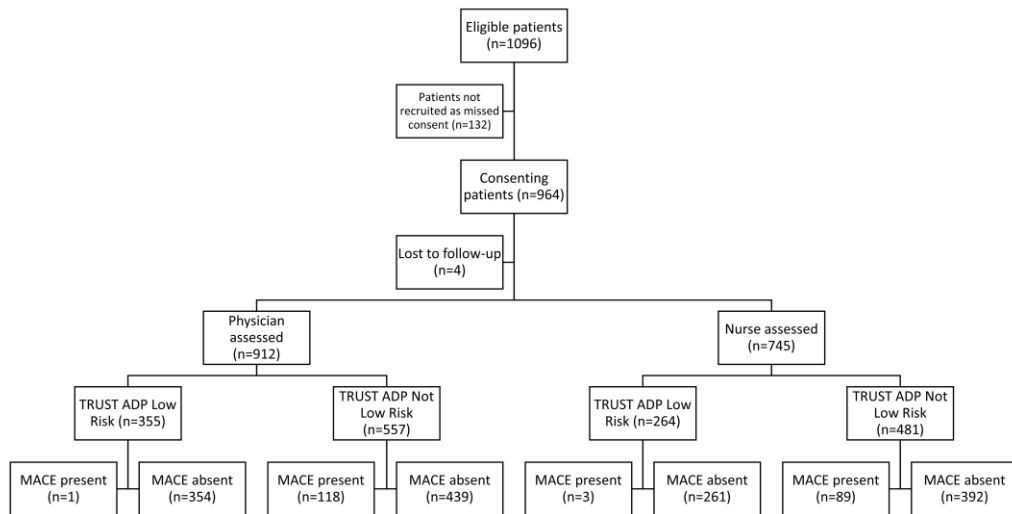 Eligible patients
(n=1096)
Patients not
recruited as missed
consent (n=132)
Consenting
patients (n=964)
Lost to follow-up
(n=4)
Physician
assessed
(n=912)
Nurse assessed
(n=745)
TRUST ADP Low
Risk (n=355)
TRUST ADP Not
Low Risk
(n=557)
TRUST ADP Low
Risk (n=264)
TRUST ADP Not
Low Risk
(n=481)
MACE present
(n=1)
MACE absent
(n=354)
MACE present
(n=118)
MACE absent
(n=439)
MACE present
(n=3)
MACE absent
(n=261)
MACE present
(n=89)
MACE absent
(n=392)